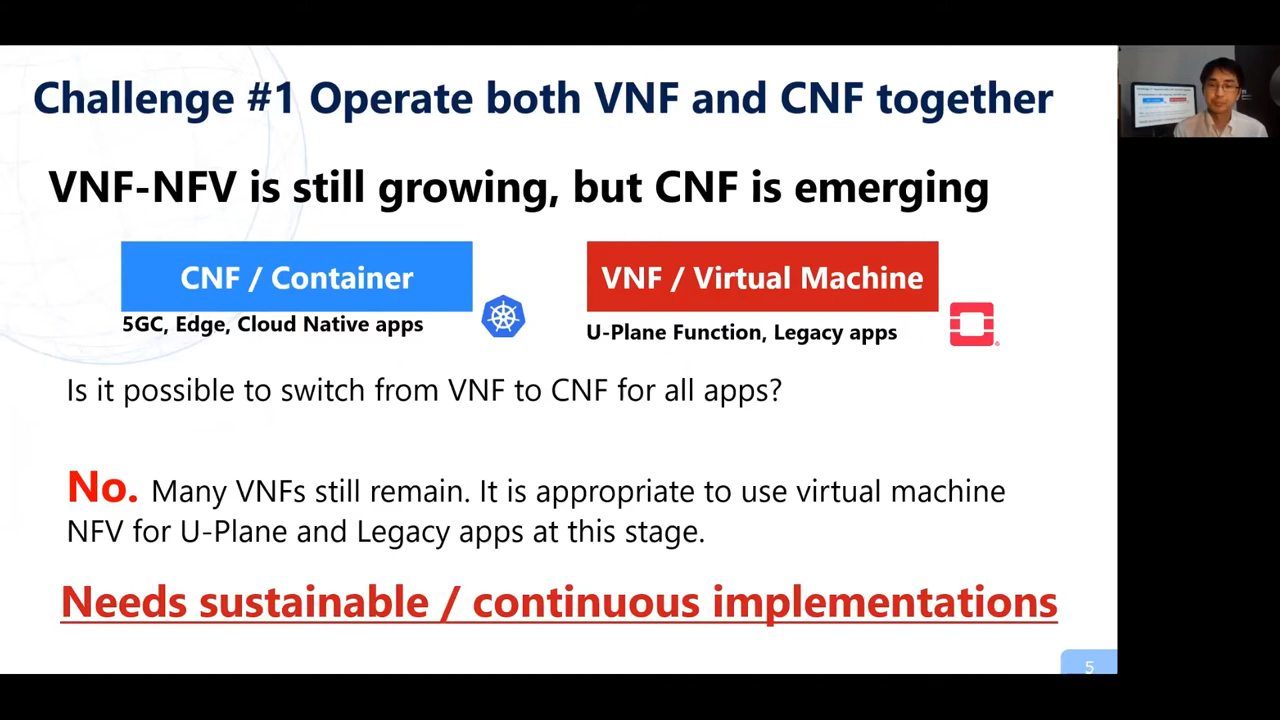 Challenge #1 Operate both VNF and CNF together
VNF-NFV is still growing, but CNF is emerging
CNF / Container
VNF / Virtual Machine
5GC, Edge, Cloud Native apps
U-Plane Function, Legacy apps
Is it possible to switch from VNF to CNF for all apps?
No. Many VNFs still remain. It is appropriate to use virtual machine
NFV for U-Plane and Legacy apps at this stage.
Needs sustainable / continuous implementations
5